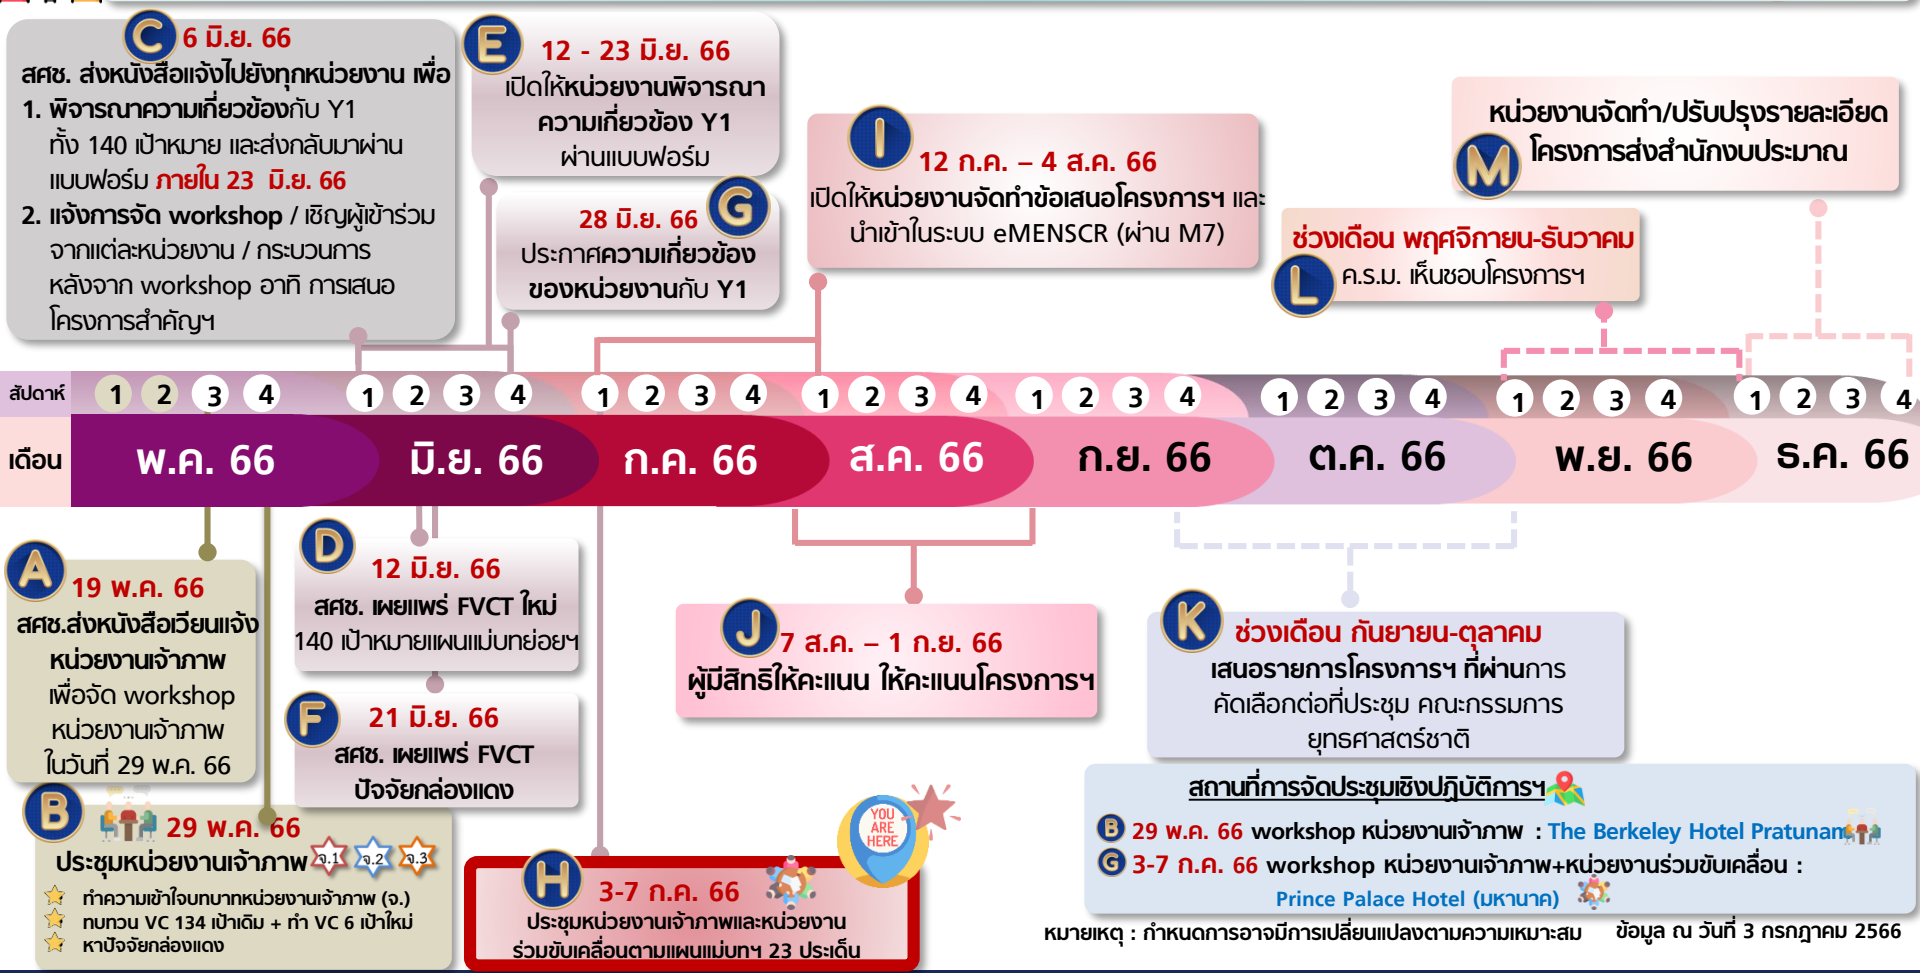 C 6 มิ.ย. 66
สศช. ส่งหนังสือแจ้งไปยังทุกหน่วยงาน เพื่อ
1. พิจารณาความเกี่ยวข้องกับ Y1
ทั้ง 140 เป้าหมาย และส่งกลับมาผ่าน
แบบฟอร์ม ภายใน 23 มิ.ย. 66
2. แจ้งการจัด workshop / เชิญผู้เข้าร่วม
จากแต่ละหน่วยงาน / กระบวนการ
หลังจาก workshop อาทิ การเสนอ
โครงการสำคัญฯ
E 12 - 23 มิ.ย. 66
เปิดให้หน่วยงานพิจารณา
ความเกี่ยวข้อง Y1
ผ่านแบบฟอร์ม
G
28 มิ.ย. 66
ประกาศความเกี่ยวข้อง
ของหน่วยงานกับ Y1
I
12 ก.ค. – 4 ส.ค. 66
เปิดให้หน่วยงานจัดทำข้อเสนอโครงการฯ และ
นำเข้าในระบบ eMENSCR (ผ่าน M7)
หน่วยงานจัดทำ/ปรับปรุงรายละเอียด
M โครงการส่งสำนักงบประมาณ
ช่วงเดือน พฤศจิกายน-ธันวาคม
L ค.ร.ม. เห็นชอบโครงการฯ
สัปดาห์ 1 2 3 4 1 2 3 4 1 2 3 4 1 2 3 4 1 2 3 4 1 2 3 4 1 2 3 4 1 2 3 4
เดือน พ.ค. 66 มิ.ย. 66 ก.ค. 66 ส.ค. 66 ก.ย. 66 ต.ค. 66 พ.ย. 66 ธ.ค. 66
A 19 พ.ค. 66
สศช.ส่งหนังสือเวียนแจ้ง
หน่วยงานเจ้าภาพ
เพื่อจัด workshop
หน่วยงานเจ้าภาพ
ในวันที่ 29 พ.ค. 66
B 29 พ.ค. 66
ประชุมหน่วยงานเจ้าภาพ จ.1 จ.2 จ.3
ทำความเข้าใจบทบาทหน่วยงานเจ้าภาพ (จ.)
ทบทวน VC 134 เป้าเดิม + ทำ VC 6 เป้าใหม่
หาปัจจัยกล่องแดง
D
12 มิ.ย. 66
สศช. เผยแพร่ FVCT ใหม่
140 เป้าหมายแผนแม่บทย่อยฯ
F 21 มิ.ย. 66
สศช. เผยแพร่ FVCT
ปัจจัยกล่องแดง
YOU
ARE
HERE
H 3-7 ก.ค. 66
ประชุมหน่วยงานเจ้าภาพและหน่วยงาน
ร่วมขับเคลื่อนตามแผนแม่บทฯ 23 ประเด็น
J 7 ส.ค. – 1 ก.ย. 66
ผู้มีสิทธิให้คะแนน ให้คะแนนโครงการฯ
K ช่วงเดือน กันยายน-ตุลาคม
เสนอรายการโครงการฯ ที่ผ่านการ
คัดเลือกต่อที่ประชุม คณะกรรมการ
ยุทธศาสตร์ชาติ
สถานที่การจัดประชุมเชิงปฏิบัติการฯ
B 29 พ.ค. 66 workshop หน่วยงานเจ้าภาพ : The Berkeley Hotel Pratunam
G 3-7 ก.ค. 66 workshop หน่วยงานเจ้าภาพ+หน่วยงานร่วมขับเคลื่อน :
Prince Palace Hotel (มหานาค)
หมายเหตุ : กำหนดการอาจมีการเปลี่ยนแปลงตามความเหมาะสม ข้อมูล ณ วันที่ 3 กรกฎาคม 2566